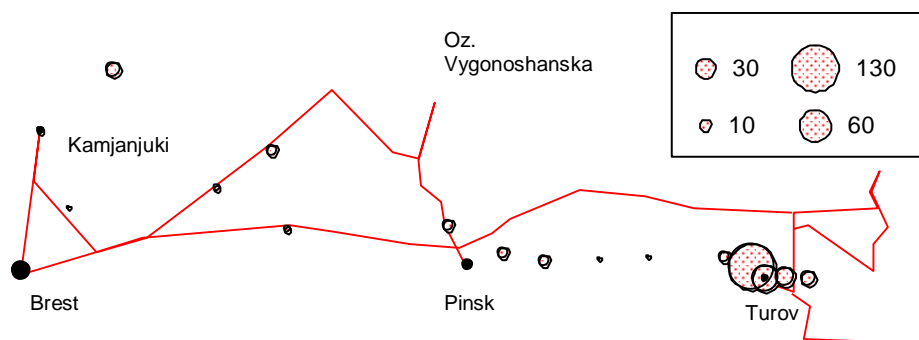 Oz.
Vygonoshanska
30 130
10 60
Kamjanjuki
Brest
Pinsk
Turov